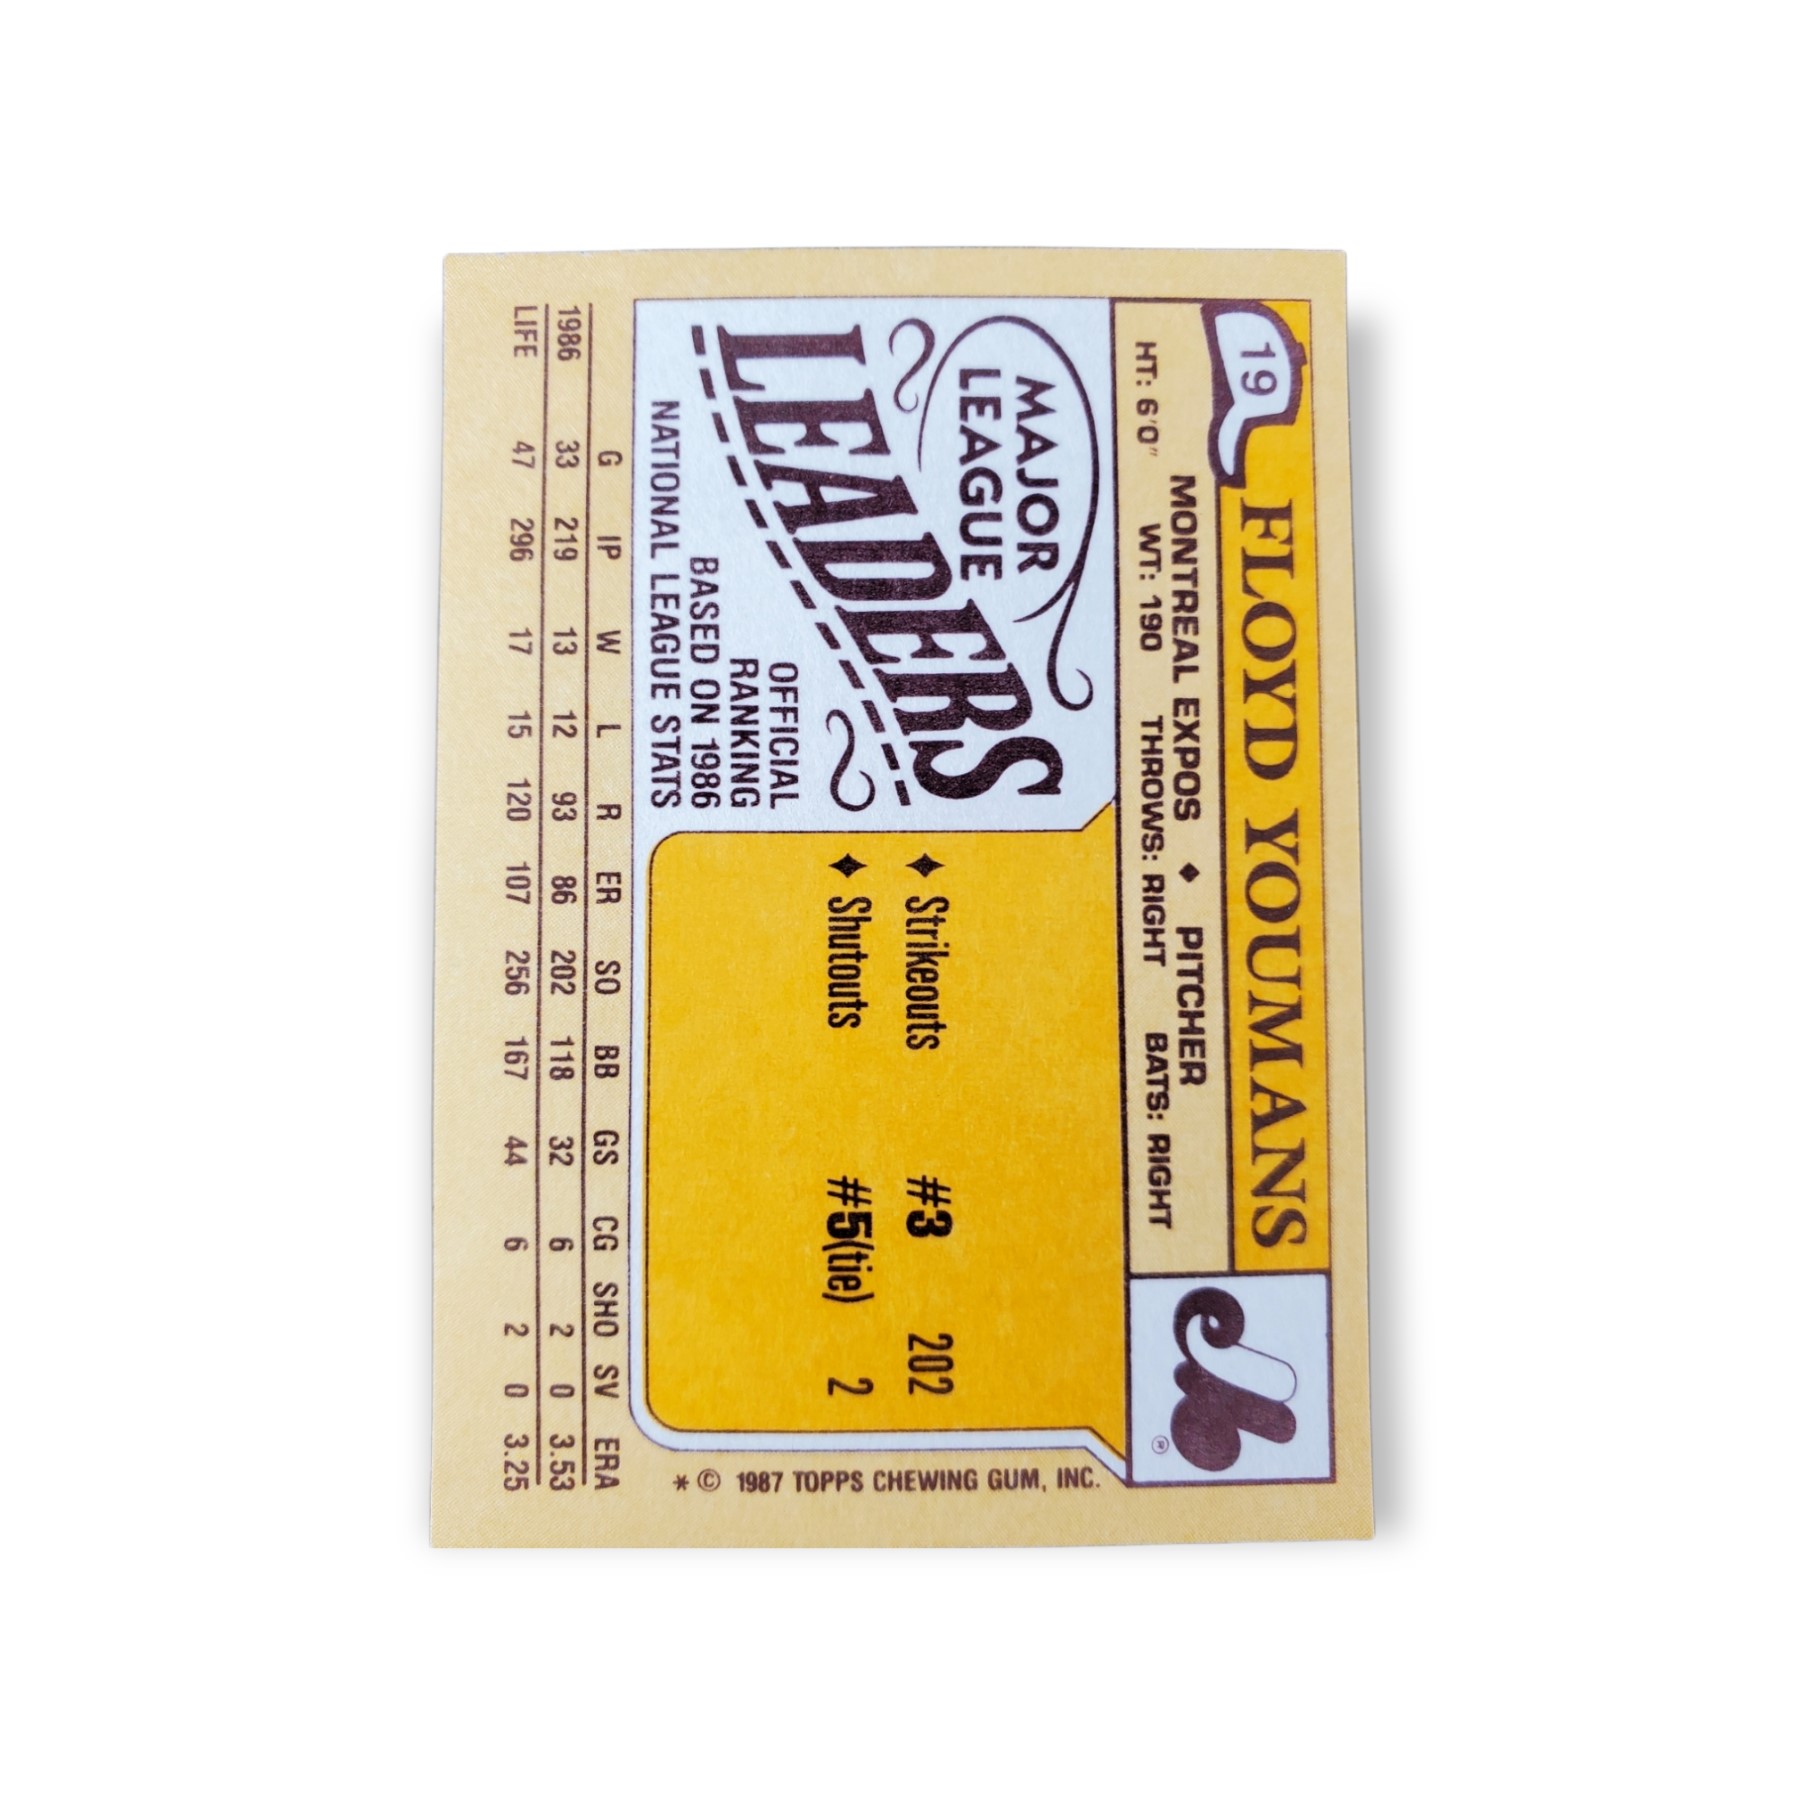 19
FLOYD YOUMANS
MONTREAL EXPOS ♦ PITCHER
HT: 6'0" WT: 190 THROWS: RIGHT BATS: RIGHT
®
MAJOR
LEAGUE
LEADERS
OFFICIAL
RANKING
BASED ON 1986
NATIONAL LEAGUE STATS
♦ Strikeouts #3 202
♦ Shutouts #5(tie) 2
* © 1987 TOPPS CHEWING GUM, INC.
G IP W L R ER SO BB GS CG SHO SV ERA
1986 33 219 13 12 93 86 202 118 32 6 2 0 3.53
LIFE 47 296 17 15 120 107 256 167 44 6 2 0 3.25